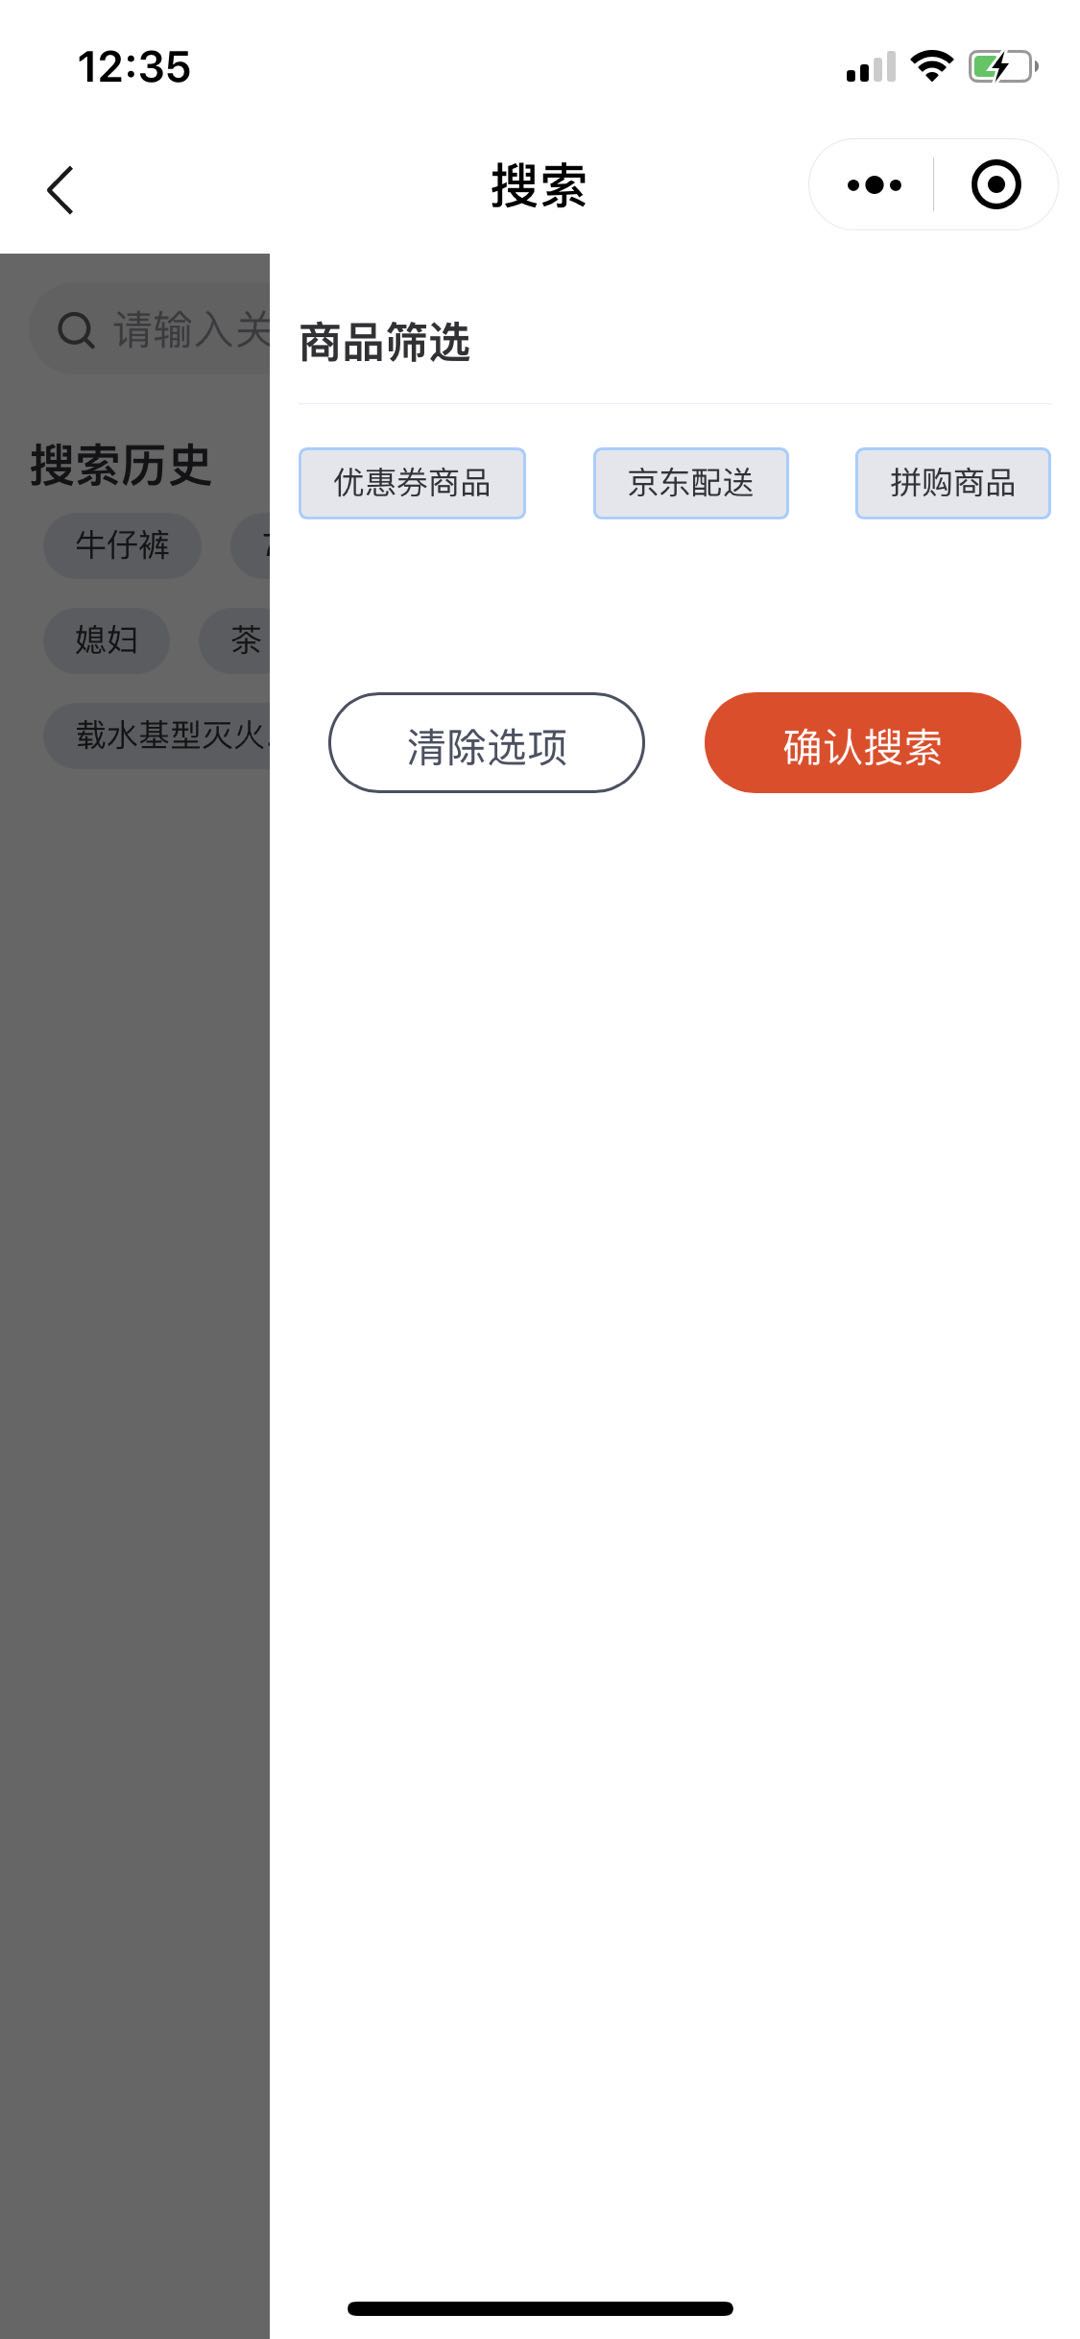 12:35
搜索
请输入关
商品筛选
搜索历史
优惠券商品
京东配送
拼购商品
牛仔裤
媳妇
茶
载水基型灭火
清除选项
确认搜索